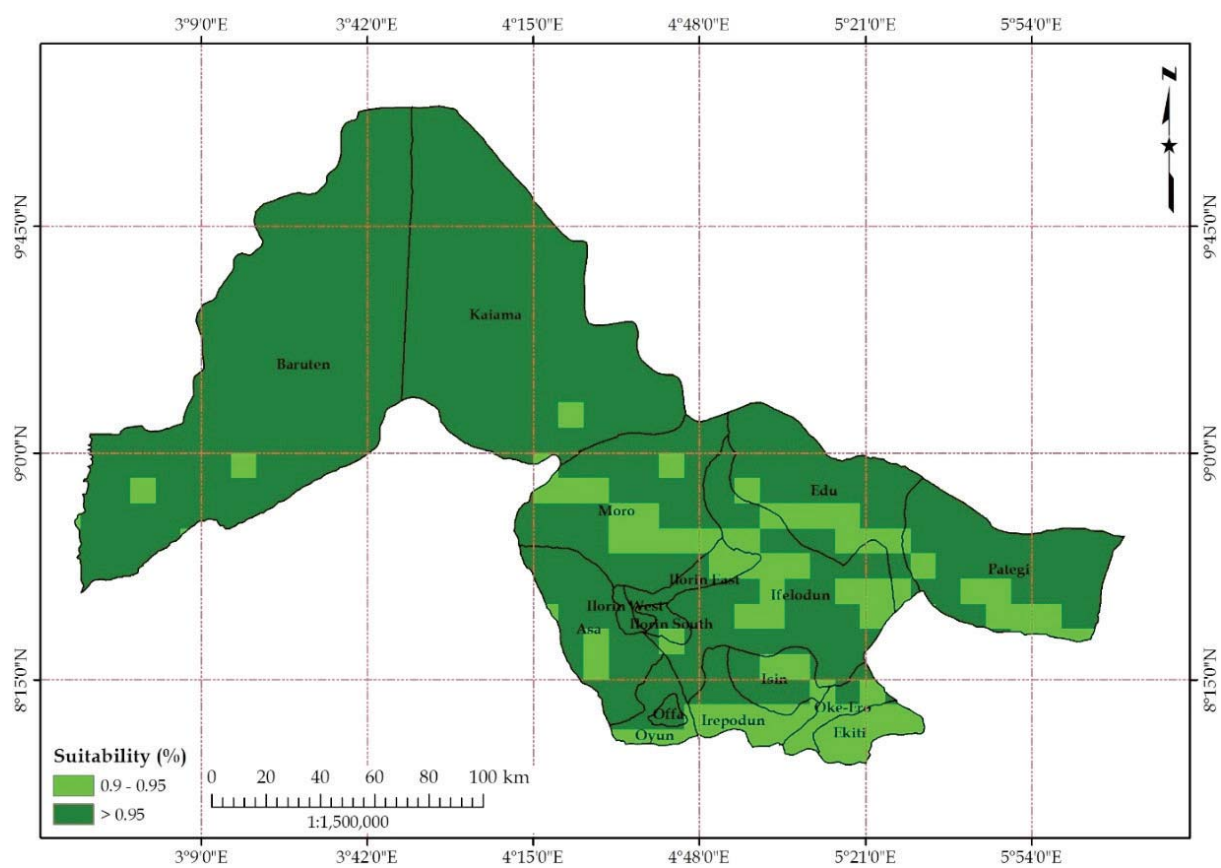 3°9'0"E 3°42'0"E 4°15'0"E 4°48'0"E 5°21'0"E 5°54'0"E
N
9°45'0"N 9°45'0"N
Kaiama
Baruten
9°0'0"N 9°0'0"N
Edu
Moro
Pategi
Ilorin East
Ifelodun
Ilorin West
Ilorin South
Asa
8°15'0"N 8°15'0"N
Isin
Oke-Ero
Offa
Irepodun
Oyun
Ekiti
Suitability (%)
0.9 - 0.95
> 0.95
0 20 40 60 80 100 km
1:1,500,000
3°9'0"E 3°42'0"E 4°15'0"E 4°48'0"E 5°21'0"E 5°54'0"E